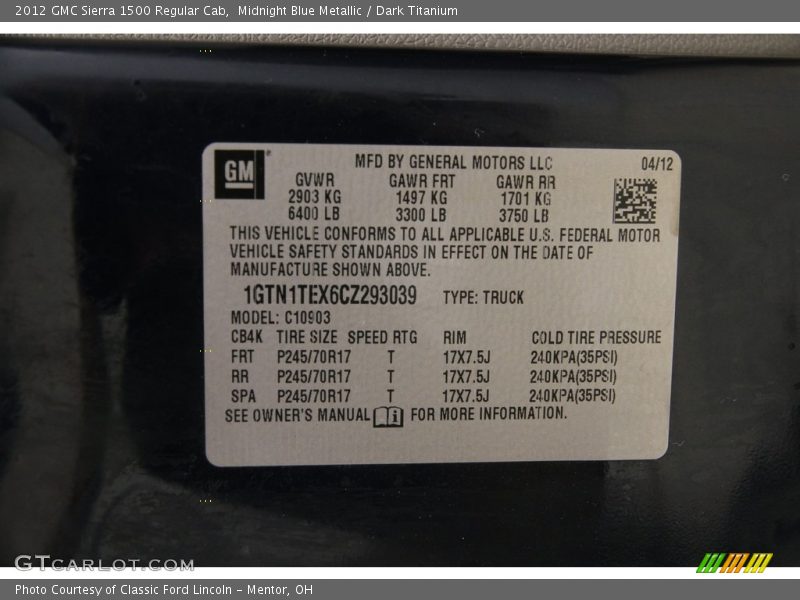 2012 GMC Sierra 1500 Regular Cab, Midnight Blue Metallic / Dark Titanium
GM
MFD BY GENERAL MOTORS LLC 04/12
GVWR GAWR FRT GAWR RR
2903 KG 1497 KG 1701 KG
6400 LB 3300 LB 3750 LB
THIS VEHICLE CONFORMS TO ALL APPLICABLE U.S. FEDERAL MOTOR
VEHICLE SAFETY STANDARDS IN EFFECT ON THE DATE OF
MANUFACTURE SHOWN ABOVE.
1GTN1TEX6CZ293039 TYPE: TRUCK
MODEL: C10903
CB4K TIRE SIZE SPEED RTG RIM COLD TIRE PRESSURE
FRT P245/70R17 T 17X7.5J 240KPA(35PSI)
RR P245/70R17 T 17X7.5J 240KPA(35PSI)
SPA P245/70R17 T 17X7.5J 240KPA(35PSI)
SEE OWNER'S MANUAL FOR MORE INFORMATION.
GTCARLOT.COM
Photo Courtesy of Classic Ford Lincoln – Mentor, OH